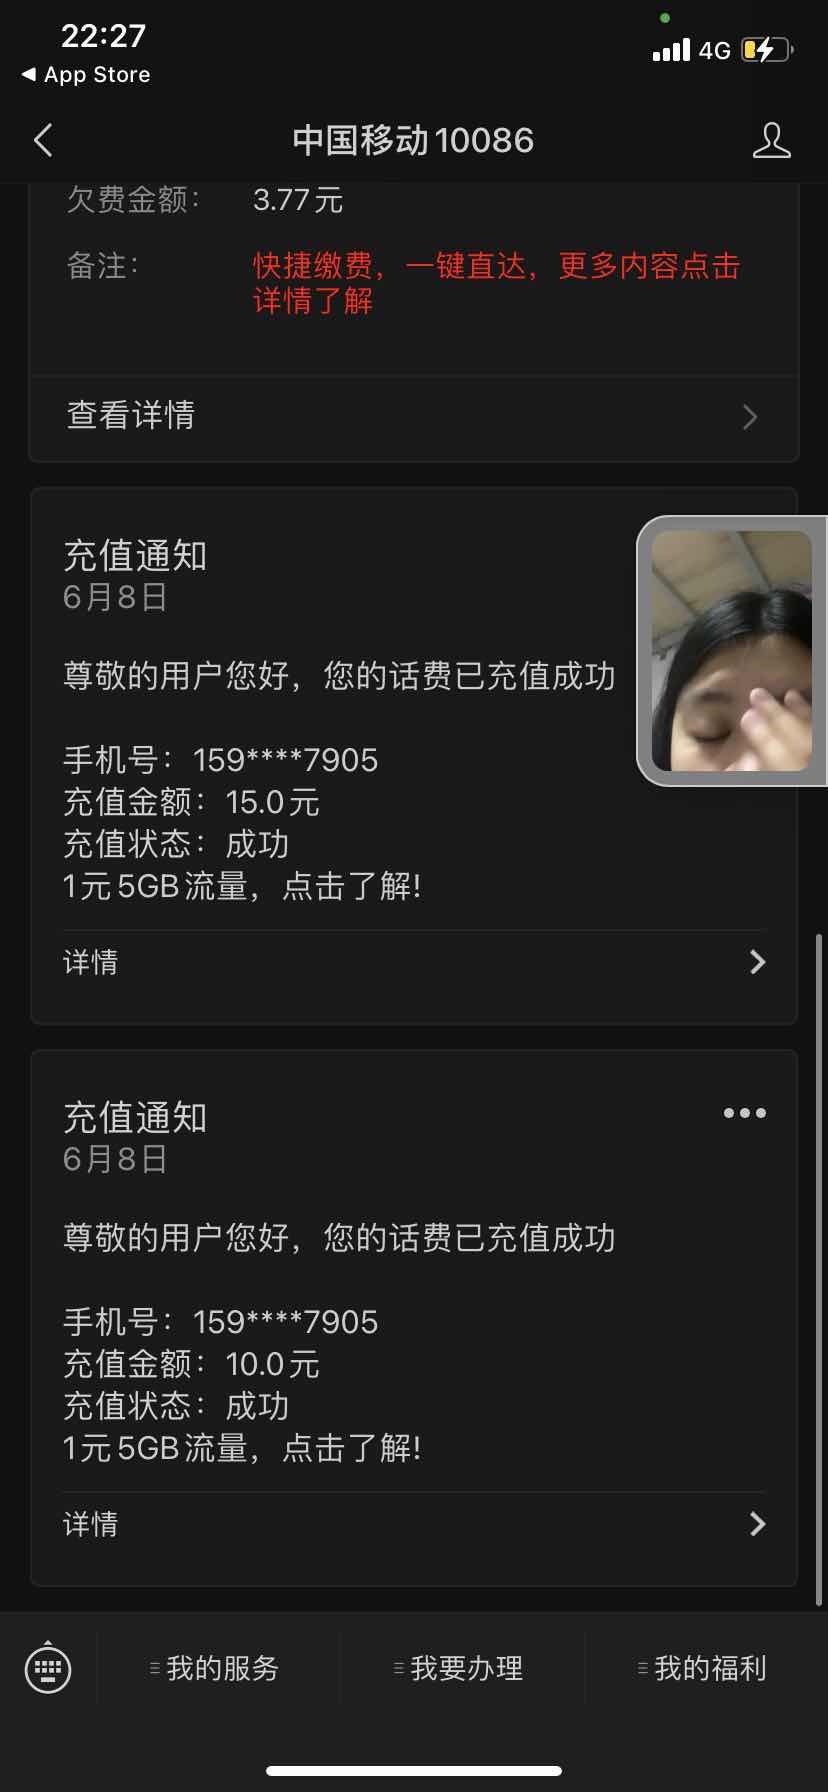 22:27
4G
◀ App Store
中国移动10086
欠费金额： 3.77元
备注： 快捷缴费，一键直达，更多内容点击
详情了解
查看详情
充值通知
6月8日
尊敬的用户您好，您的话费已充值成功
手机号：159****7905
充值金额：15.0元
充值状态：成功
1元5GB流量，点击了解!
详情
充值通知
6月8日
尊敬的用户您好，您的话费已充值成功
手机号：159****7905
充值金额：10.0元
充值状态：成功
1元5GB流量，点击了解!
详情
我的服务
我要办理
我的福利